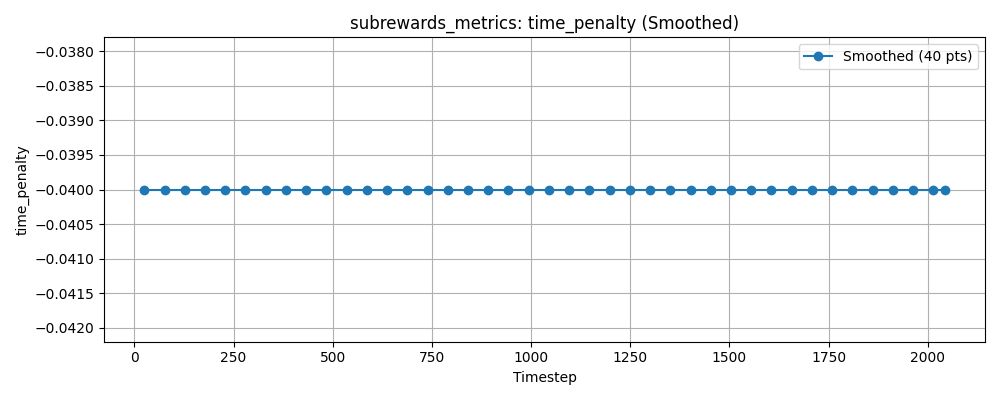 subrewards_metrics: time_penalty (Smoothed)
Smoothed (40 pts)
time_penalty
−0.0380
−0.0385
−0.0390
−0.0395
−0.0400
−0.0405
−0.0410
−0.0415
−0.0420
0 250 500 750 1000 1250 1500 1750 2000
Timestep